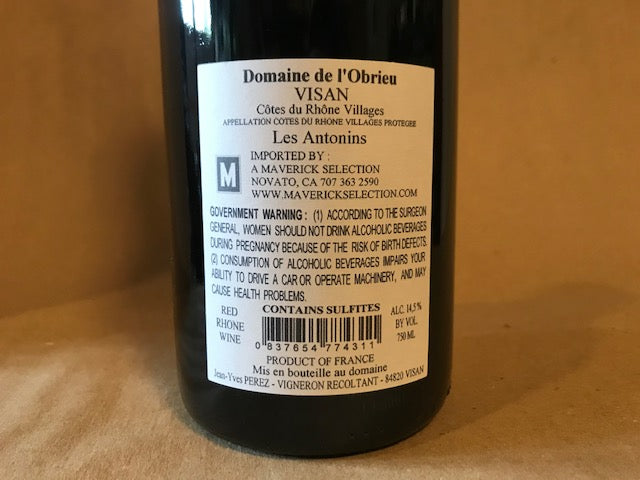 Domaine de l'Obrieu
VISAN
Côtes du Rhône Villages
APPELLATION COTES DU RHONE VILLAGES PROTEGEE
Les Antonins
M
IMPORTED BY :
A MAVERICK SELECTION
NOVATO, CA 707 363 2590
WWW.MAVERICKSELECTION.COM
GOVERNMENT WARNING: (1) ACCORDING TO THE SURGEON
GENERAL, WOMEN SHOULD NOT DRINK ALCOHOLIC BEVERAGES
DURING PREGNANCY BECAUSE OF THE RISK OF BIRTH DEFECTS.
(2) CONSUMPTION OF ALCOHOLIC BEVERAGES IMPAIRS YOUR
ABILITY TO DRIVE A CAR OR OPERATE MACHINERY, AND MAY
CAUSE HEALTH PROBLEMS.
RED
RHONE
WINE
CONTAINS SULFITES
0 837654 774311
ALC. 14,5 %
BY VOL.
750 ML
PRODUCT OF FRANCE
Mis en bouteille au domaine
Jean-Yves PEREZ - VIGNERON RECOLTANT - 84820 VISAN